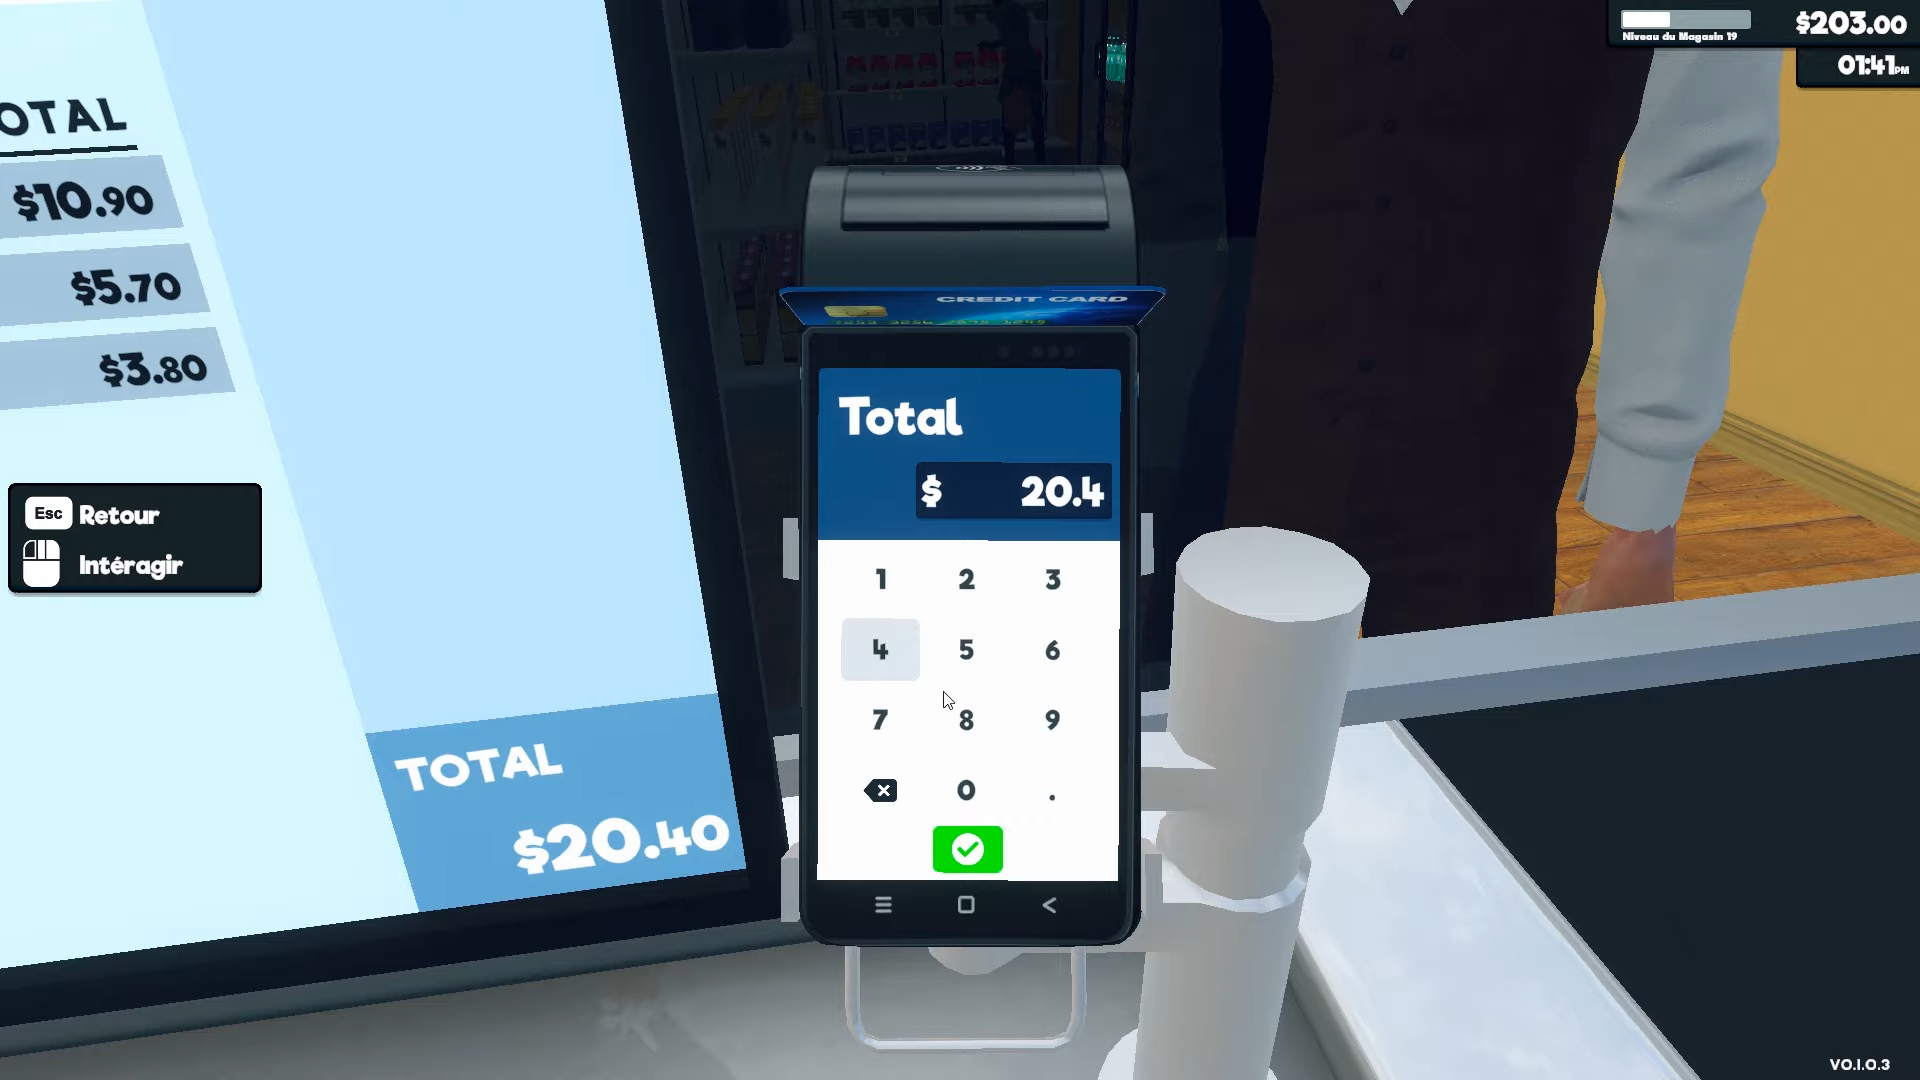 OTAL
$10.90
$5.70
$3.80
TOTAL
$20.40
Esc Retour
Intéragir
CREDIT CARD
Total
$ 20.4
1 2 3
4 5 6
7 8 9
0 .
Niveau du Magasin 19
$203.00
01:41PM
V0.1.0.3